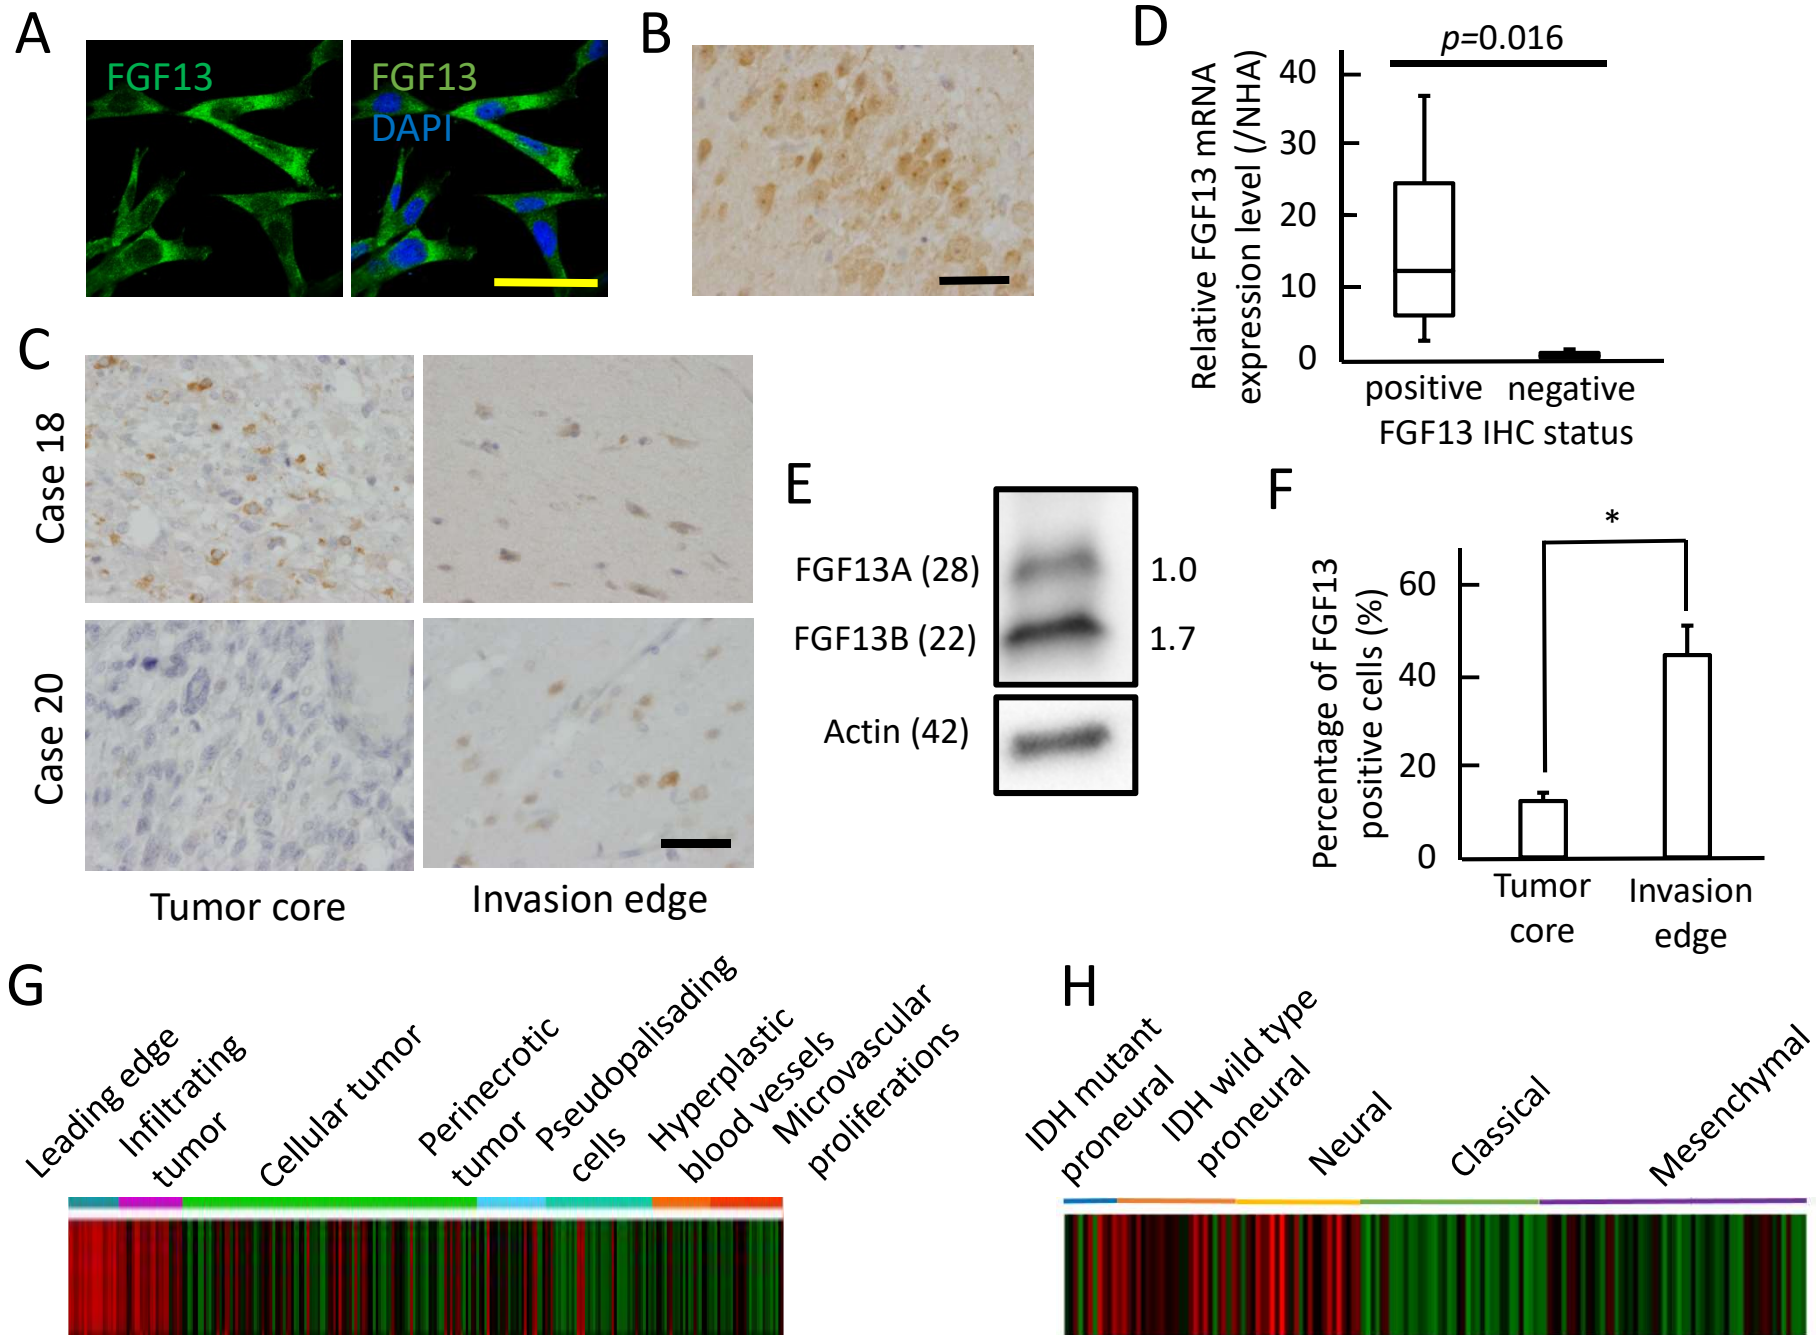 A
FGF13
FGF13
DAPI
B
C
Case 18
Case 20
Tumor core
Invasion edge
D
p=0.016
Relative FGF13 mRNA
expression level (/NHA)
40
30
20
10
0
positive
negative
FGF13 IHC status
E
FGF13A (28)
1.0
FGF13B (22)
1.7
Actin (42)
F
*
Percentage of FGF13
positive cells (%)
60
40
20
0
Tumor
core
Invasion
edge
G
Leading edge
Infiltrating
tumor
Cellular tumor
Perinecrotic
tumor
Pseudopalisading
cells
Hyperplastic
blood vessels
Microvascular
proliferations
H
IDH mutant
proneural
IDH wild type
proneural
Neural
Classical
Mesenchymal